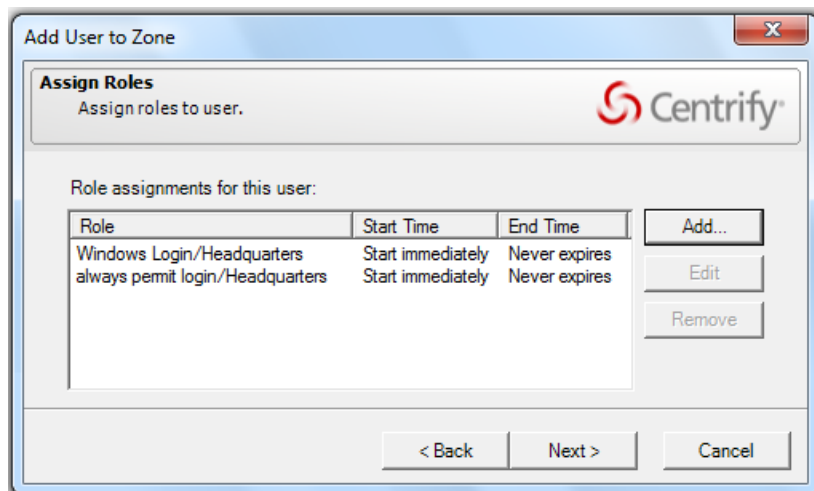 Add User to Zone
Assign Roles
Assign roles to user.
Centrify
Role assignments for this user:
Role Start Time End Time
Windows Login/Headquarters Start immediately Never expires
always permit login/Headquarters Start immediately Never expires
Add...
Edit
Remove
< Back Next > Cancel